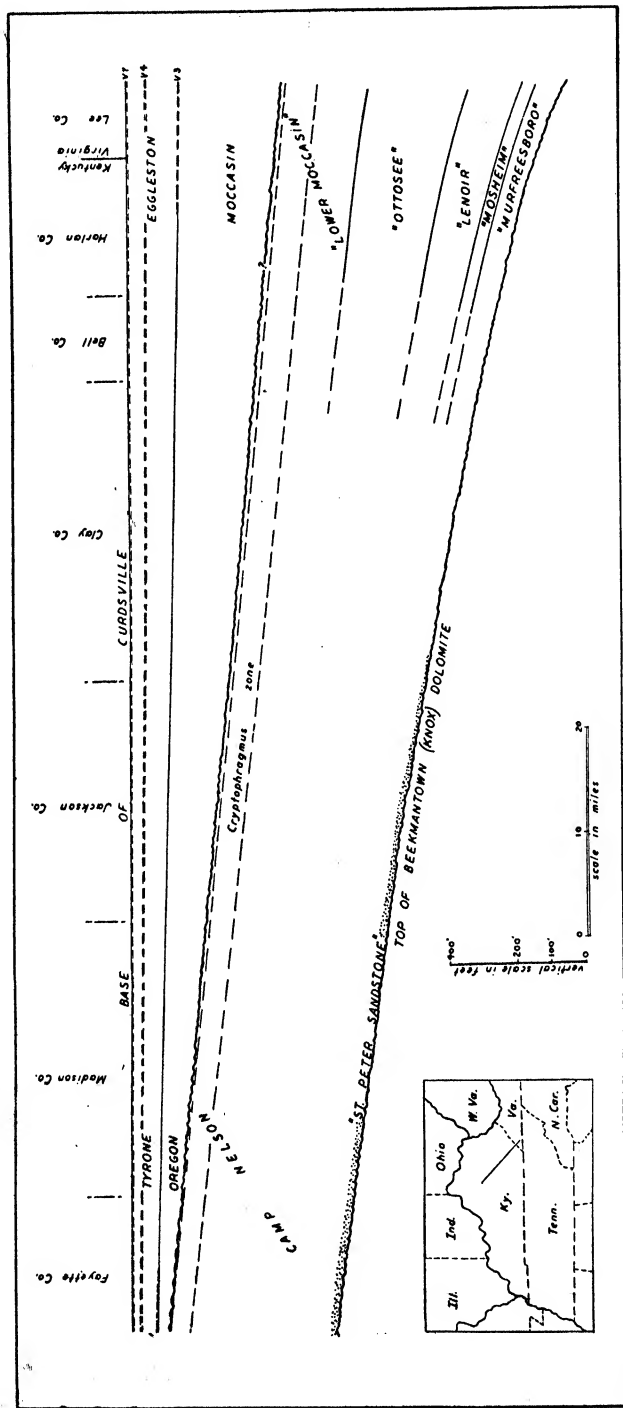 Fayette Co.
Madison Co.
Jackson Co.
Clay Co.
Bell Co.
Harlan Co.
Kentucky
Virginia
Lee Co.
BASE OF CURDSVILLE
V7
V4
V3
TYRONE
EGGLESTON
OREGON
MOCCASIN
"LOWER MOCCASIN"
Cryptophragmus zone
CAMP NELSON
"OTTOSEE"
"LENOIR"
"MOSHEIM"
"MURFREESBORO"
"ST. PETER SANDSTONE"
TOP OF BEEKMANTOWN (KNOX) DOLOMITE
Ill.
Ind.
Ohio
W. Va.
Ky.
Va.
Tenn.
N. Car.
vertical scale in feet
200'
100'
0
0
10
20
scale in miles